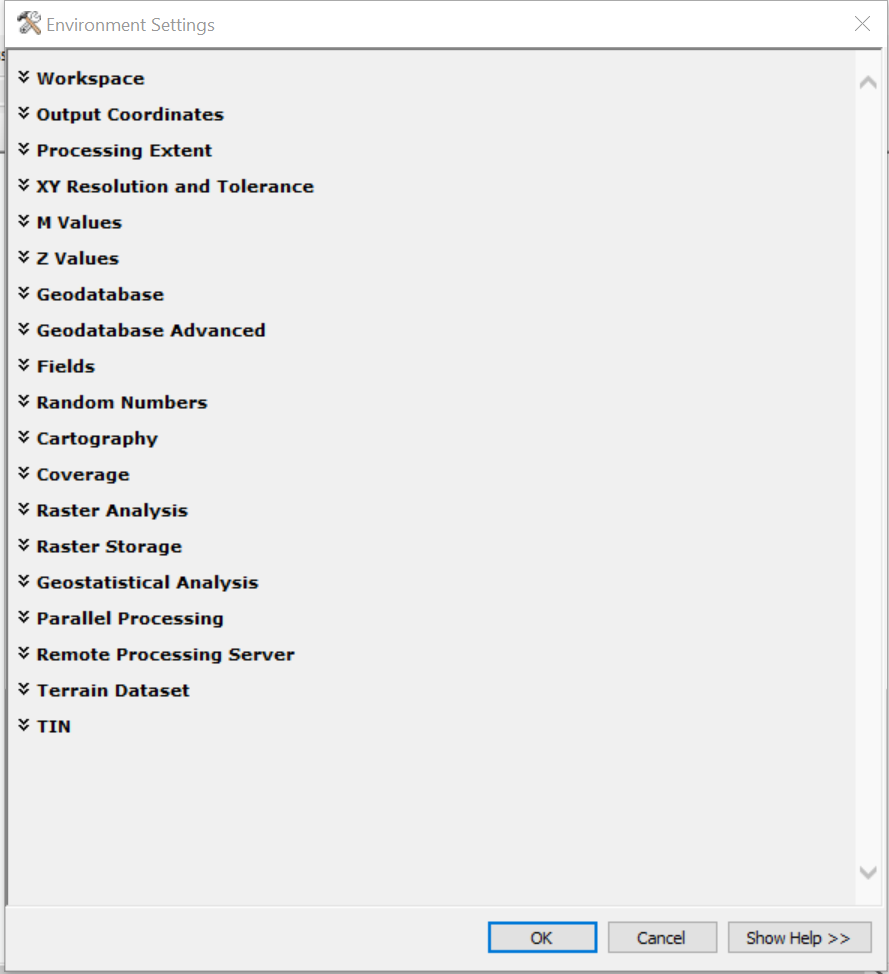 Environment Settings
Workspace
Output Coordinates
Processing Extent
XY Resolution and Tolerance
M Values
Z Values
Geodatabase
Geodatabase Advanced
Fields
Random Numbers
Cartography
Coverage
Raster Analysis
Raster Storage
Geostatistical Analysis
Parallel Processing
Remote Processing Server
Terrain Dataset
TIN
OK Cancel Show Help >>